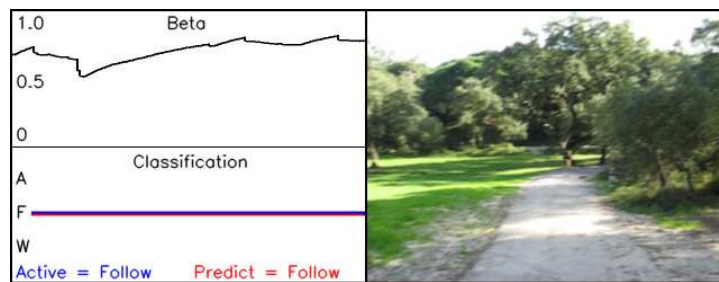 1.0 Beta
0.5
0
Classification
A
F
W
Active = Follow Predict = Follow